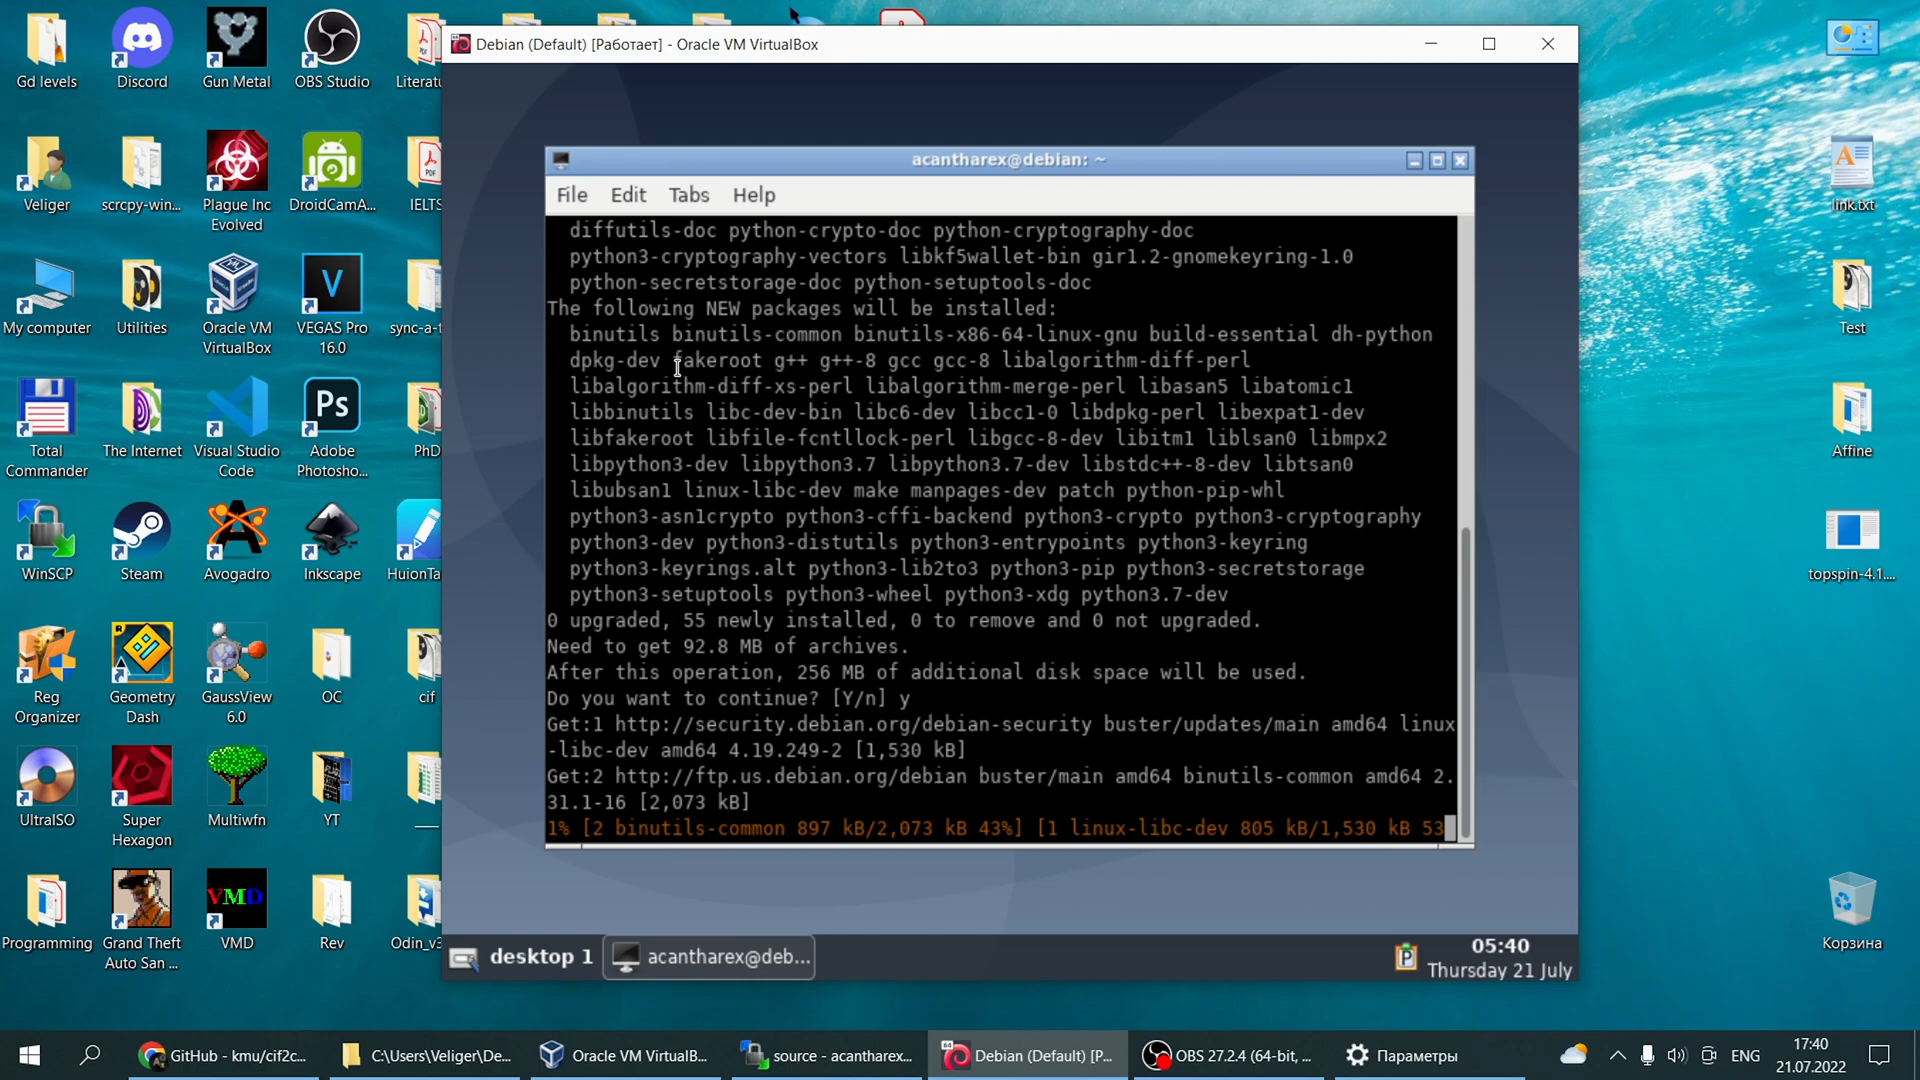 Gd levels
Discord
Gun Metal
OBS Studio
Veliger
scrcpy-win...
Plague Inc
Evolved
DroidCamA...
IELTS
My computer
Utilities
Oracle VM
VirtualBox
VEGAS Pro
16.0
sync-a-t
Total
Commander
The Internet
Visual Studio
Code
Adobe
Photosho...
PhD
WinSCP
Steam
Avogadro
Inkscape
HuionTa
Reg
Organizer
Geometry
Dash
GaussView
6.0
OC
cif
UltraISO
Super
Hexagon
Multiwfn
YT
Programming
Grand Theft
Auto San ...
VMD
Rev
Odin_v3
Debian (Default) [Работает] - Oracle VM VirtualBox
acantharex@debian: ~
File Edit Tabs Help
diffutils-doc python-crypto-doc python-cryptography-doc
python3-cryptography-vectors libkf5wallet-bin gir1.2-gnomekeyring-1.0
python-secretstorage-doc python-setuptools-doc
The following NEW packages will be installed:
binutils binutils-common binutils-x86-64-linux-gnu build-essential dh-python
dpkg-dev fakeroot g++ g++-8 gcc gcc-8 libalgorithm-diff-perl
libalgorithm-diff-xs-perl libalgorithm-merge-perl libasan5 libatomic1
libbinutils libc-dev-bin libc6-dev libcc1-0 libdpkg-perl libexpat1-dev
libfakeroot libfile-fcntllock-perl libgcc-8-dev libitm1 liblsan0 libmpx2
libpython3-dev libpython3.7 libpython3.7-dev libstdc++-8-dev libtsan0
libubsan1 linux-libc-dev make manpages-dev patch python-pip-whl
python3-asn1crypto python3-cffi-backend python3-crypto python3-cryptography
python3-dev python3-distutils python3-entrypoints python3-keyring
python3-keyrings.alt python3-lib2to3 python3-pip python3-secretstorage
python3-setuptools python3-wheel python3-xdg python3.7-dev
0 upgraded, 55 newly installed, 0 to remove and 0 not upgraded.
Need to get 92.8 MB of archives.
After this operation, 256 MB of additional disk space will be used.
Do you want to continue? [Y/n] y
Get:1 http://security.debian.org/debian-security buster/updates/main amd64 linux
-libc-dev amd64 4.19.249-2 [1,530 kB]
Get:2 http://ftp.us.debian.org/debian buster/main amd64 binutils-common amd64 2.
31.1-16 [2,073 kB]
1% [2 binutils-common 897 kB/2,073 kB 43%] [1 linux-libc-dev 805 kB/1,530 kB 53
desktop 1
acantharex@deb...
05:40
Thursday 21 July
link.txt
Test
Affine
topspin-4.1....
Корзина
GitHub - kmu/cif2c...
C:\Users\Veliger\De...
Oracle VM VirtualB...
source - acantharex...
Debian (Default) [P...
OBS 27.2.4 (64-bit, ...
Параметры
ENG
17:40
21.07.2022